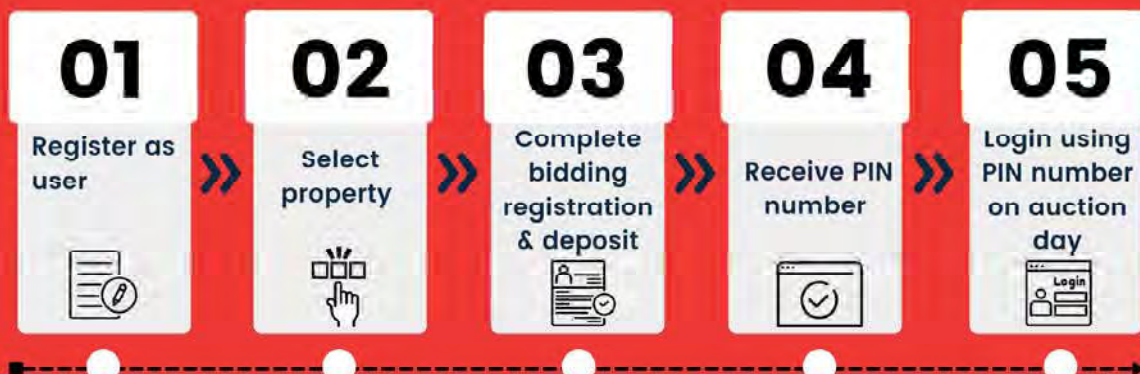 01
Register as
user
02
Select
property
03
Complete
bidding
registration
& deposit
04
Receive PIN
number
05
Login using
PIN number
on auction
day
Login